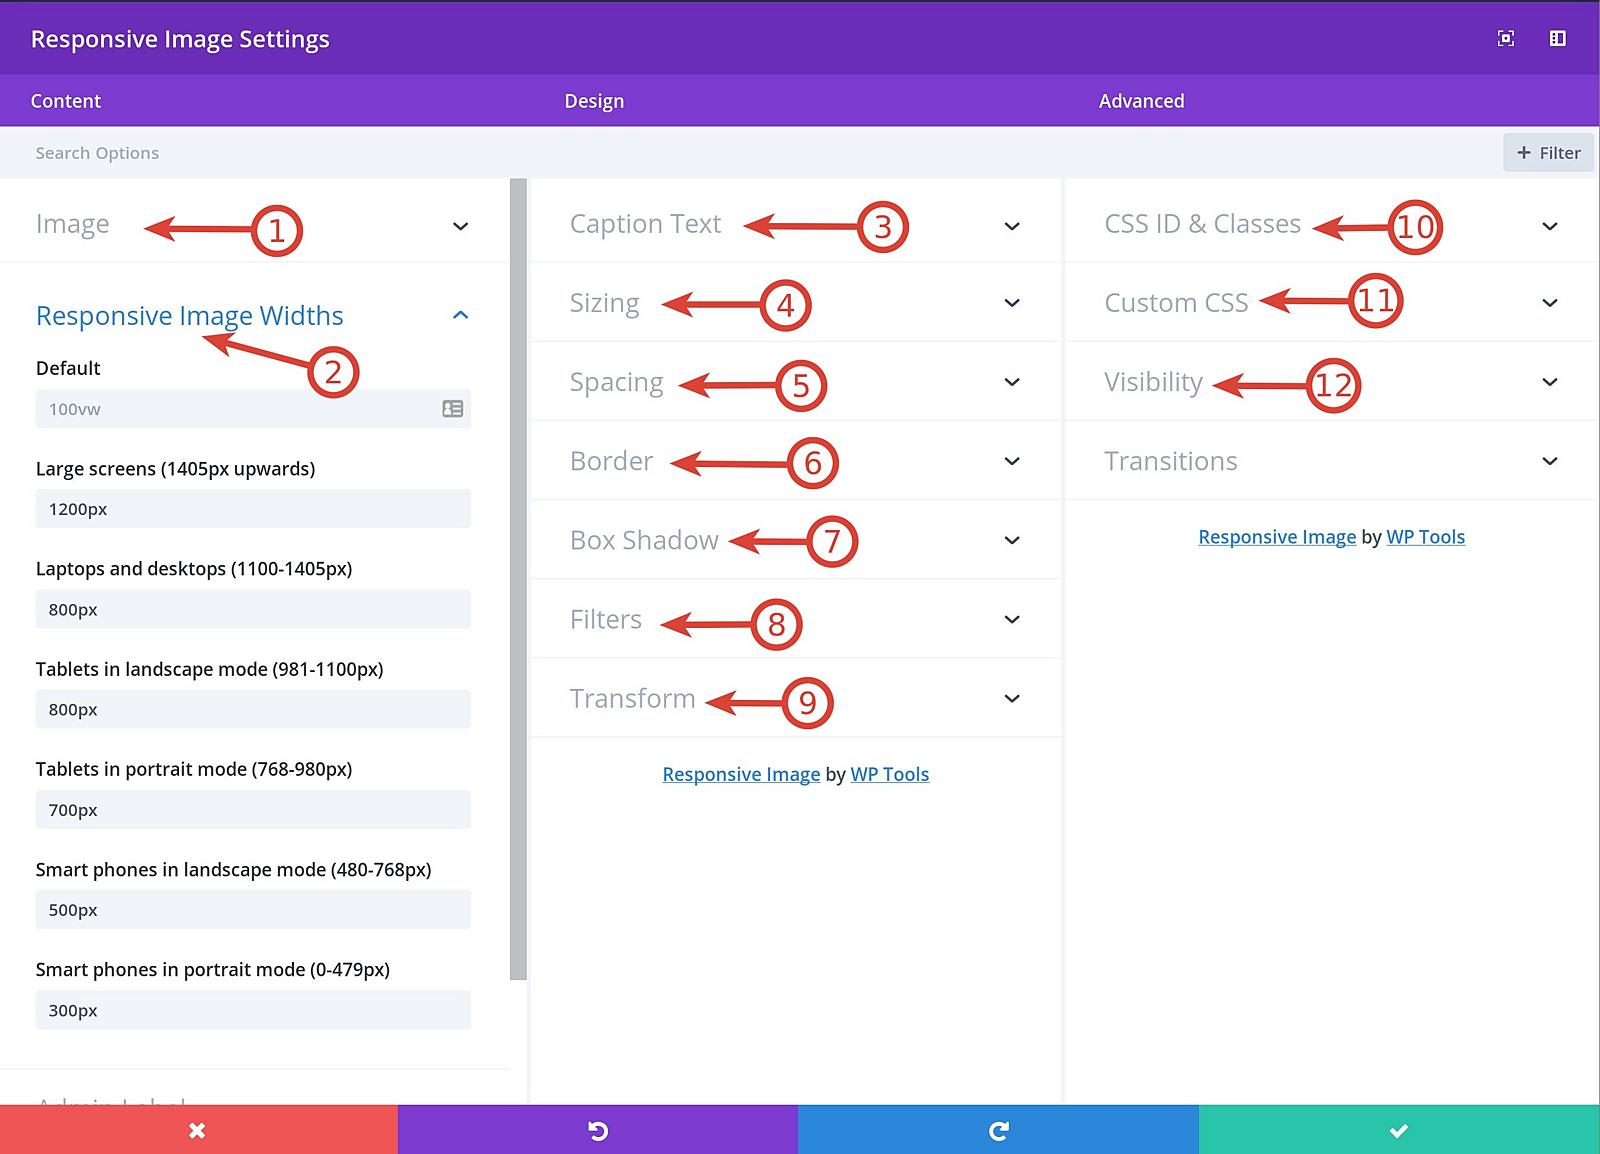 Responsive Image Settings
Content
Design
Advanced
Search Options
+ Filter
Image
1
Responsive Image Widths
2
Default
100vw
Large screens (1405px upwards)
1200px
Laptops and desktops (1100-1405px)
800px
Tablets in landscape mode (981-1100px)
800px
Tablets in portrait mode (768-980px)
700px
Smart phones in landscape mode (480-768px)
500px
Smart phones in portrait mode (0-479px)
300px
Admin Label
Caption Text
3
Sizing
4
Spacing
5
Border
6
Box Shadow
7
Filters
8
Transform
9
Responsive Image by WP Tools
CSS ID & Classes
10
Custom CSS
11
Visibility
12
Transitions
Responsive Image by WP Tools